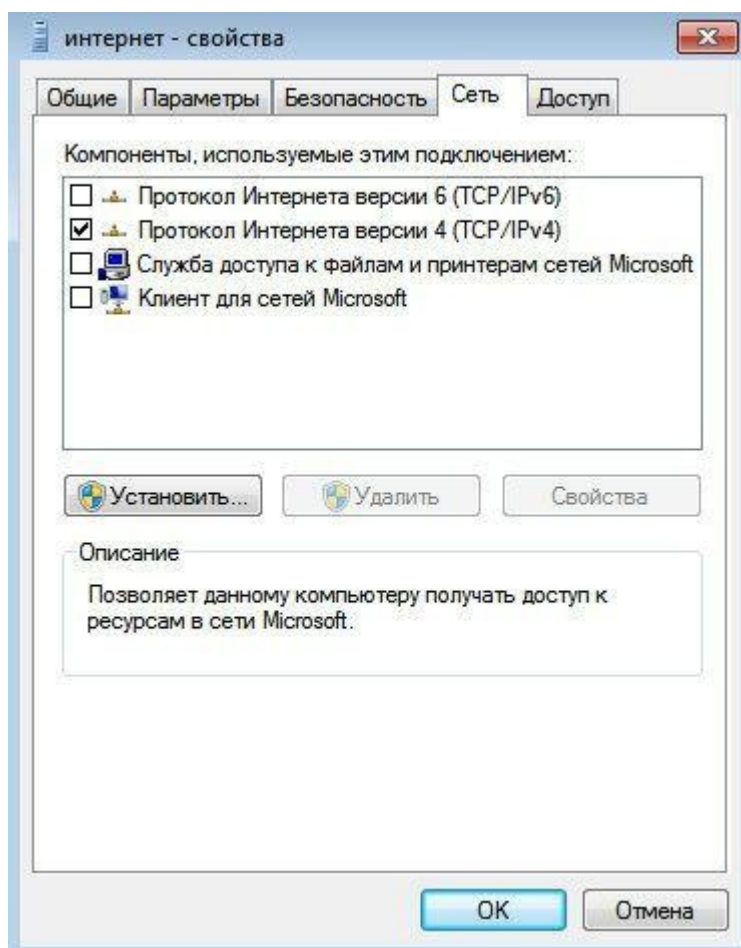 интернет - свойства
Общие Параметры Безопасность Сеть Доступ
Компоненты, используемые этим подключением:
Протокол Интернета версии 6 (TCP/IPv6)
Протокол Интернета версии 4 (TCP/IPv4)
Служба доступа к файлам и принтерам сетей Microsoft
Клиент для сетей Microsoft
Установить... Удалить Свойства
Описание
Позволяет данному компьютеру получать доступ к
ресурсам в сети Microsoft.
OK Отмена